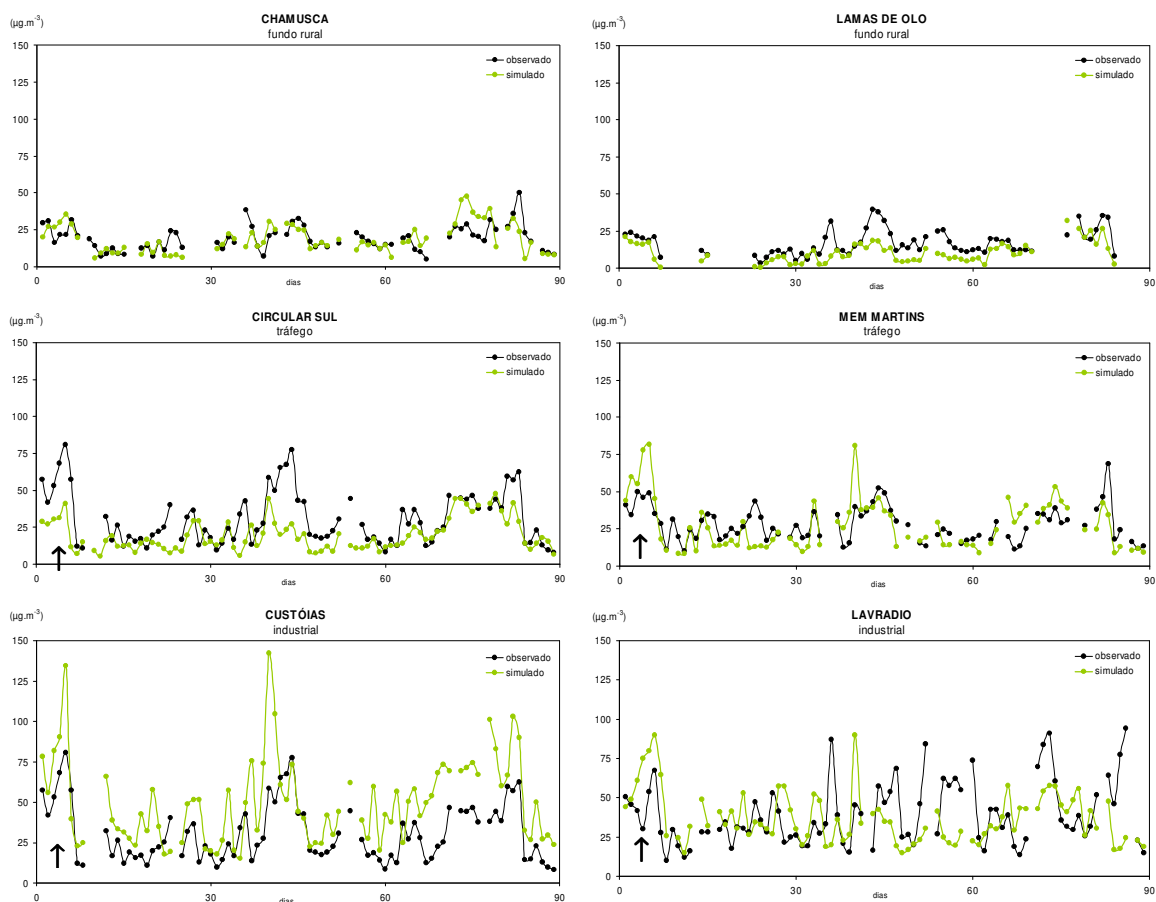 (µg.m⁻³)
CHAMUSCA
fundo rural
150
125
100
75
50
25
0
observado
simulado
0
30
dias
60
90
(µg.m⁻³)
LAMAS DE OLO
fundo rural
150
125
100
75
50
25
0
observado
simulado
0
30
dias
60
90
(µg.m⁻³)
CIRCULAR SUL
tráfego
150
125
100
75
50
25
0
observado
simulado
0
30
dias
60
90
(µg.m⁻³)
MEM MARTINS
tráfego
150
125
100
75
50
25
0
observado
simulado
0
30
dias
60
90
(µg.m⁻³)
CUSTÓIAS
industrial
150
125
100
75
50
25
0
observado
simulado
0
30
dias
60
90
(µg.m⁻³)
LAVRADIO
industrial
150
125
100
75
50
25
0
observado
simulado
0
30
dias
60
90